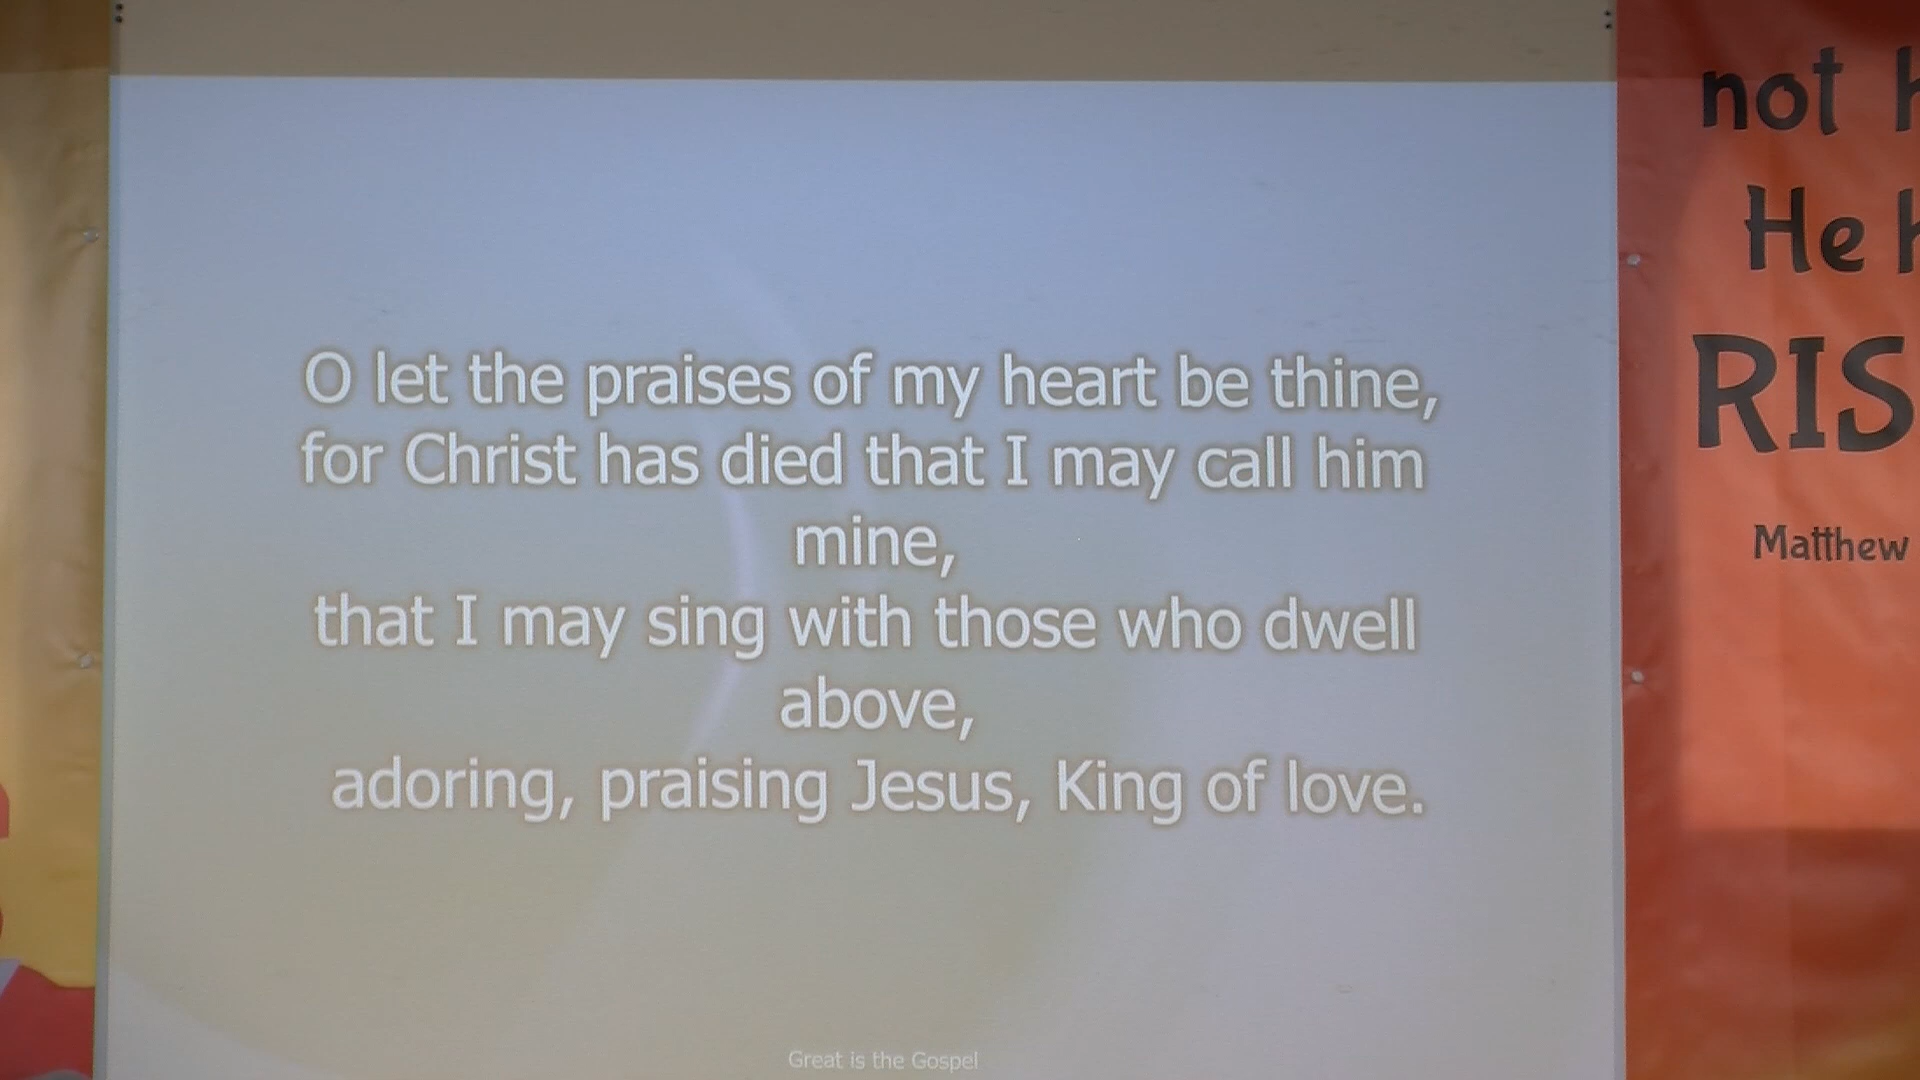 O let the praises of my heart be thine,
for Christ has died that I may call him
mine,
that I may sing with those who dwell
above,
adoring, praising Jesus, King of love.
Great is the Gospel
not
He
RIS
Matthew